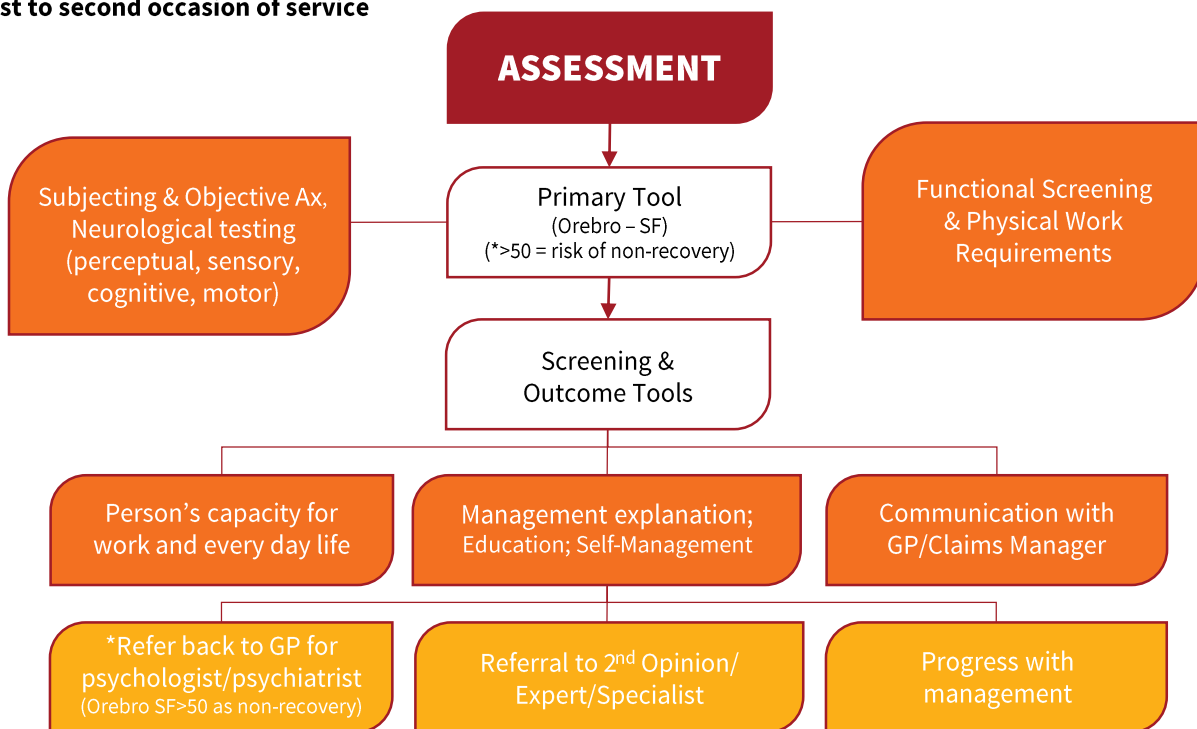 st to second occasion of service
ASSESSMENT
Subjecting & Objective Ax,
Neurological testing
(perceptual, sensory,
cognitive, motor)
Primary Tool
(Orebro – SF)
(*>50 = risk of non-recovery)
Functional Screening
& Physical Work
Requirements
Screening &
Outcome Tools
Person’s capacity for
work and every day life
Management explanation;
Education; Self-Management
Communication with
GP/Claims Manager
*Refer back to GP for
psychologist/psychiatrist
(Orebro SF>50 as non-recovery)
Referral to 2nd Opinion/
Expert/Specialist
Progress with
management